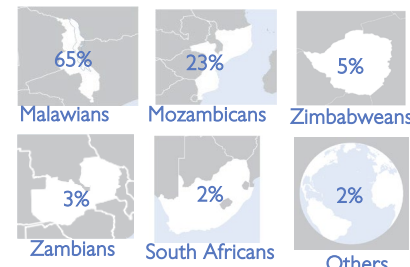 65%
23%
5%
Malawians
Mozambicans
Zimbabweans
3%
2%
2%
Zambians
South Africans
Others